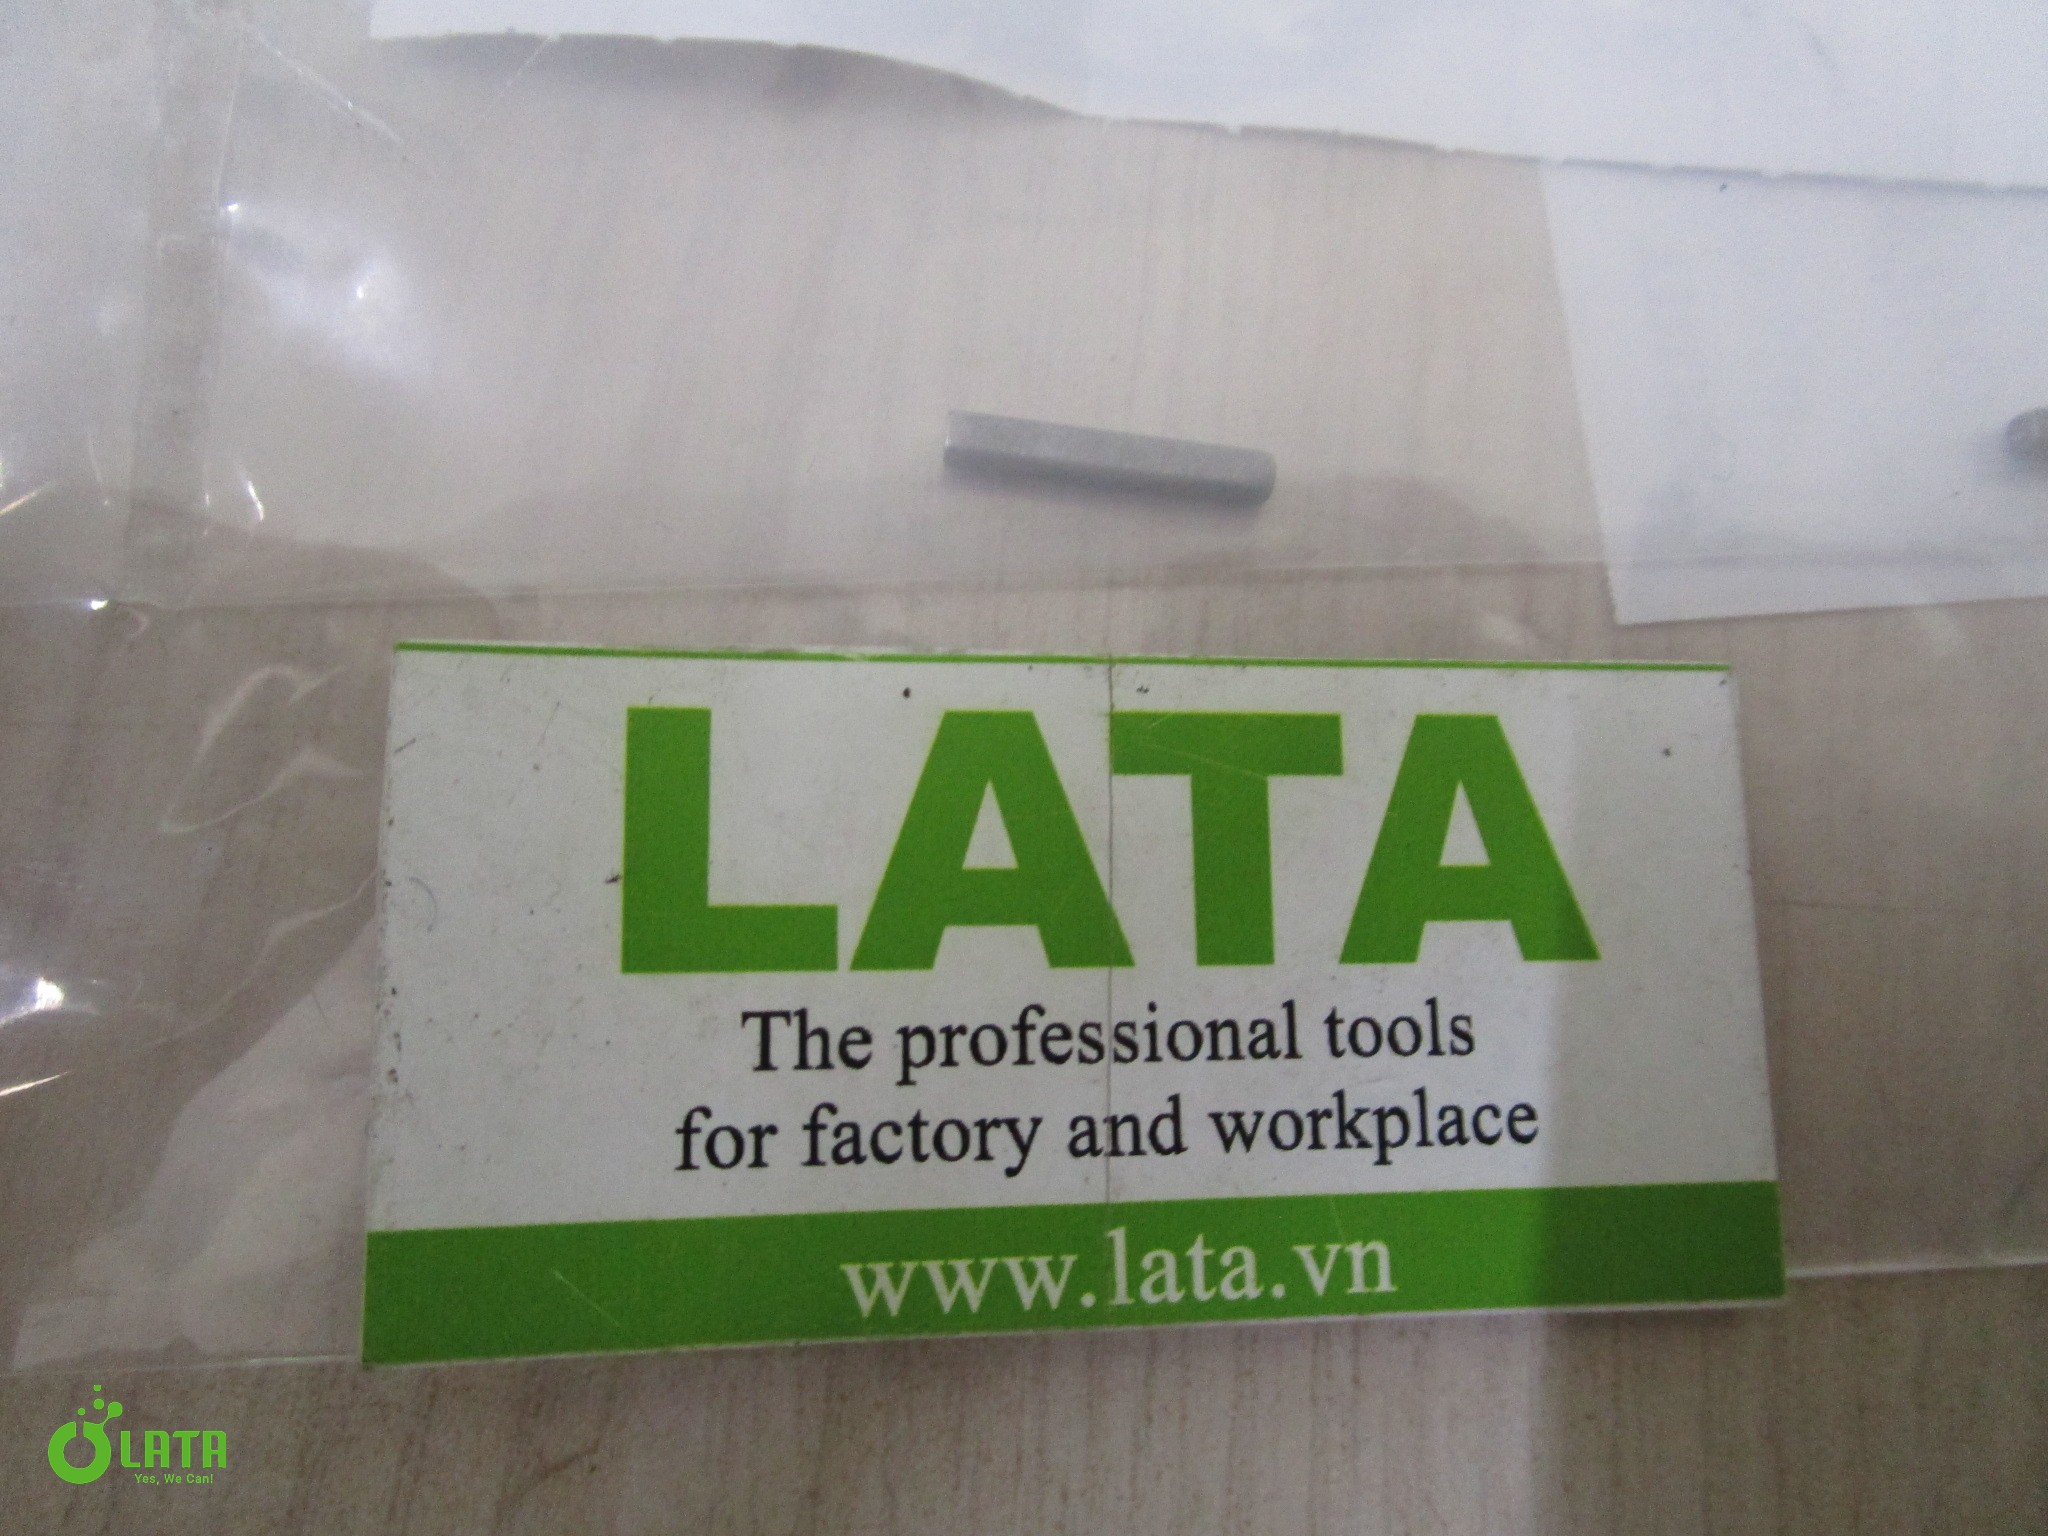 LATA
The professional tools
for factory and workplace
www.lata.vn
LATA
Yes, We Can!